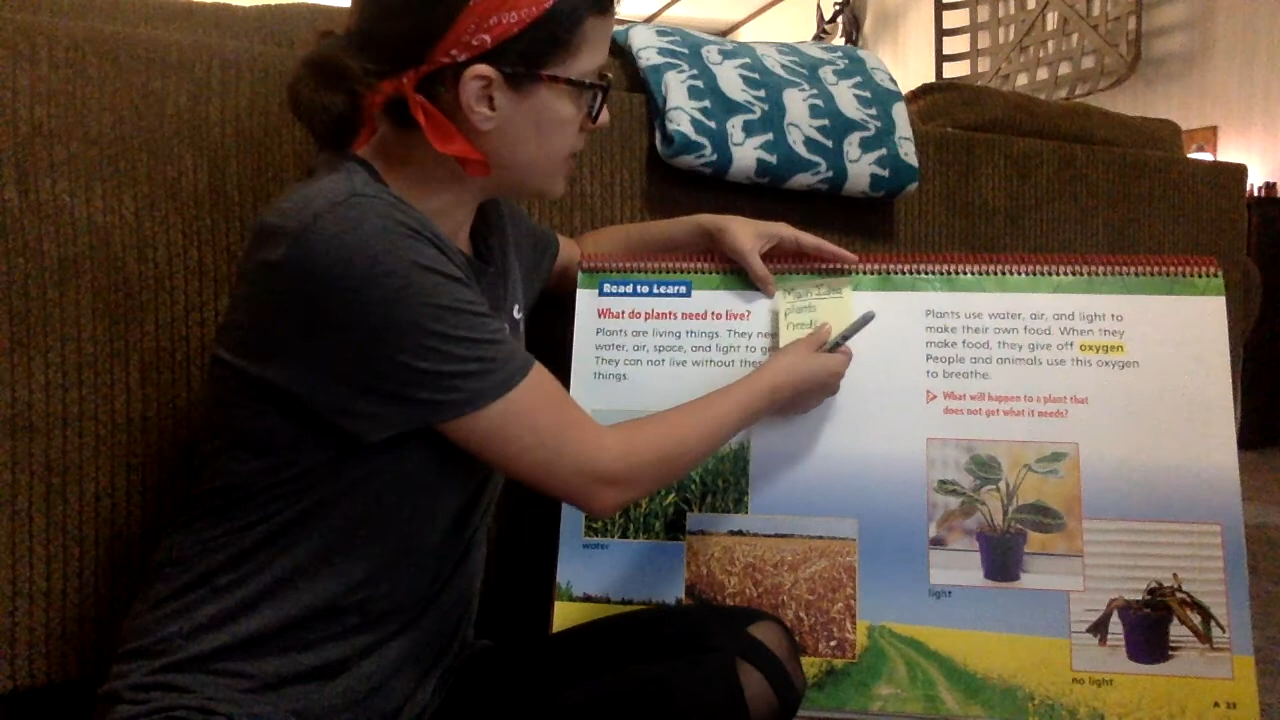 Read to Learn
What do plants need to live?
Plants are living things. They
water, air, space, and light to
They can not live without
things.
Main Idea
plants
need
Plants use water, air, and light to
make their own food. When they
make food, they give off oxygen
People and animals use this oxygen
to breathe.
What will happen to a plant that
does not get what it needs?
water
light
no light
A 23